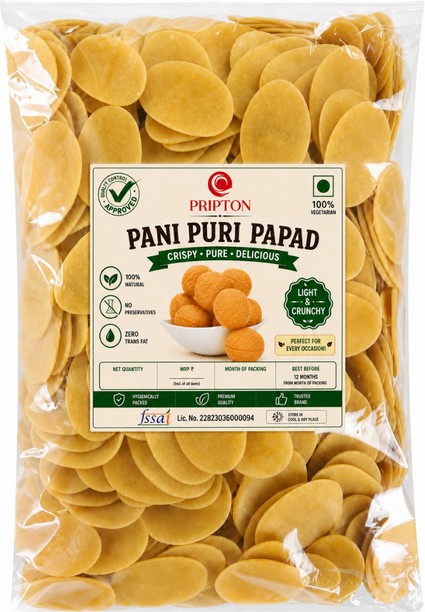 QUALITY CONTROL
APPROVED
PRIPTON
100%
VEGETARIAN
PANI PURI PAPAD
CRISPY • PURE • DELICIOUS
100%
NATURAL
NO
PRESERVATIVES
ZERO
TRANS FAT
LIGHT
&
CRUNCHY
PERFECT FOR
EVERY OCCASION!
NET QUANTITY
MRP ₹
(Incl. of all taxes)
MONTH OF PACKING
BEST BEFORE
12 MONTHS
FROM MONTH OF PACKING
HYGIENICALLY
PACKED
PREMIUM
QUALITY
TRUSTED
BRAND
fssai
Lic. No. 22823036000094
STORE IN
COOL & DRY PLACE